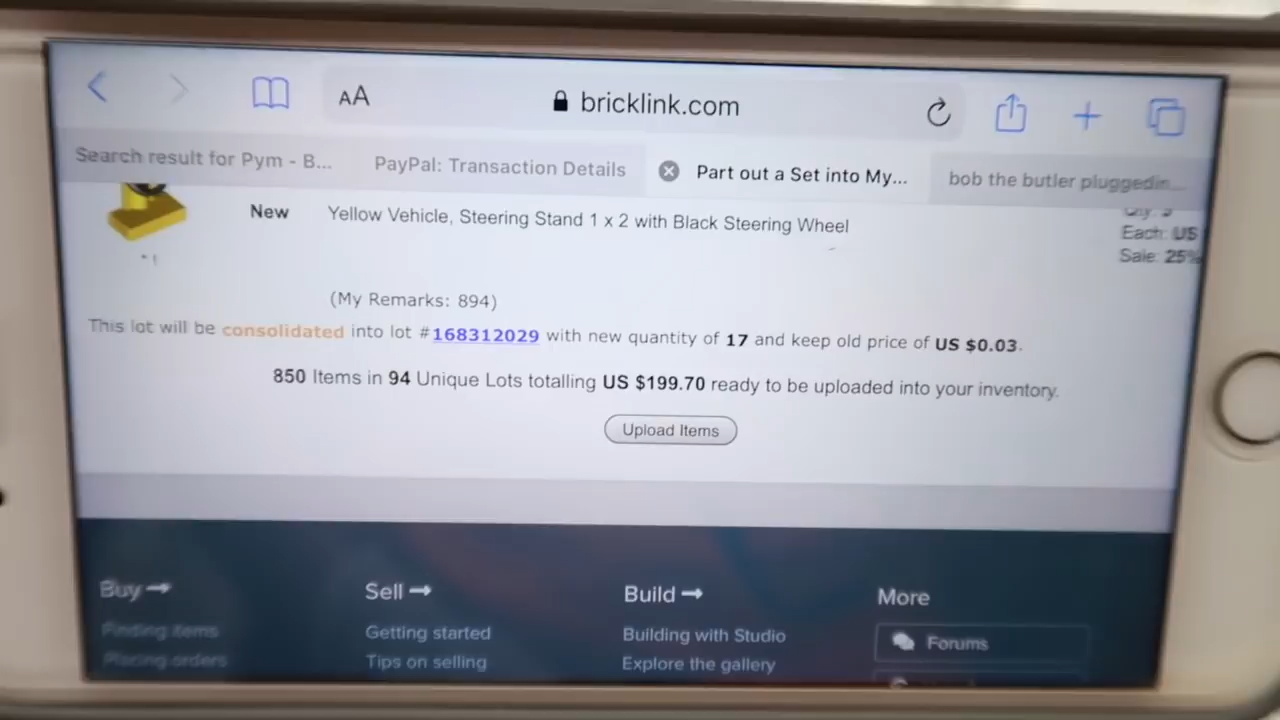 AA
bricklink.com
Search result for Pym - B...
PayPal: Transaction Details
Part out a Set into My...
bob the butler pluggedin...
New
Yellow Vehicle, Steering Stand 1 x 2 with Black Steering Wheel
Each: US
Sale: 25%
(My Remarks: 894)
This lot will be consolidated into lot #168312029 with new quantity of 17 and keep old price of US $0.03.
850 Items in 94 Unique Lots totalling US $199.70 ready to be uploaded into your inventory.
Upload Items
Buy
Sell
Build
More
Finding items
Getting started
Building with Studio
Forums
Placing orders
Tips on selling
Explore the gallery